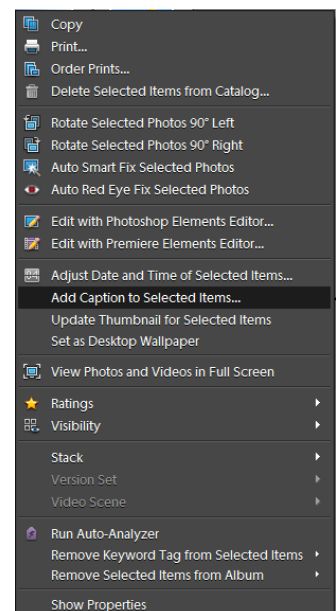 Copy
Print...
Order Prints...
Delete Selected Items from Catalog...
Rotate Selected Photos 90° Left
Rotate Selected Photos 90° Right
Auto Smart Fix Selected Photos
Auto Red Eye Fix Selected Photos
Edit with Photoshop Elements Editor...
Edit with Premiere Elements Editor...
Adjust Date and Time of Selected Items...
Add Caption to Selected Items...
Update Thumbnail for Selected Items
Set as Desktop Wallpaper
View Photos and Videos in Full Screen
Ratings
Visibility
Stack
Version Set
Video Scene
Run Auto-Analyzer
Remove Keyword Tag from Selected Items
Remove Selected Items from Album
Show Properties